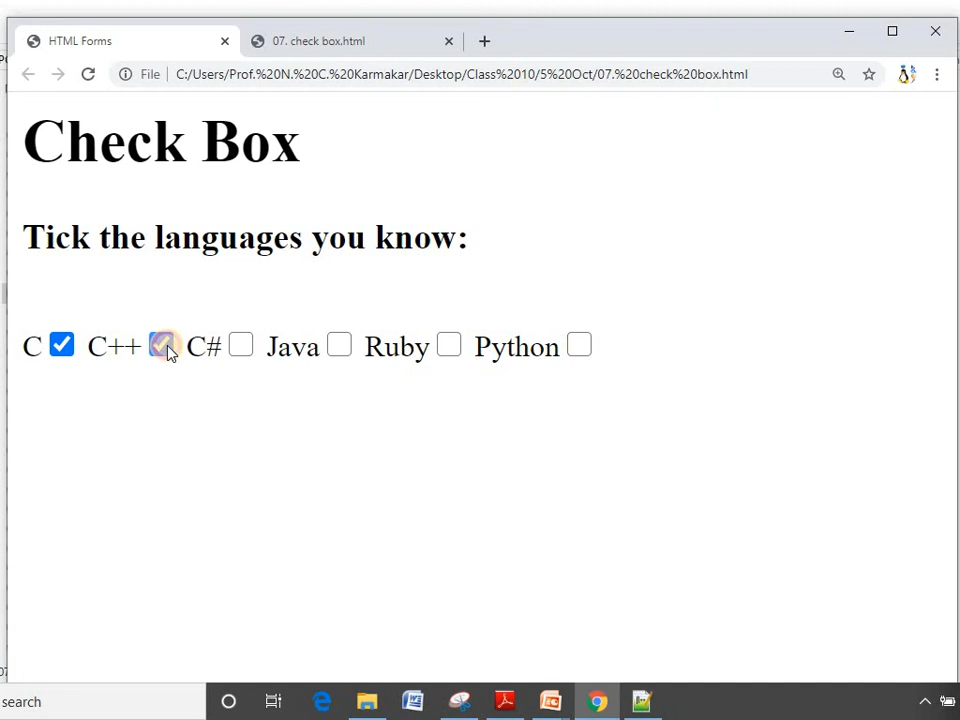 HTML Forms
07. check box.html
File
C:/Users/Prof.%20N.%20C.%20Karmakar/Desktop/Class%2010/5%20Oct/07.%20check%20box.html
Check Box
Tick the languages you know:
C C++ C# Java Ruby Python
search